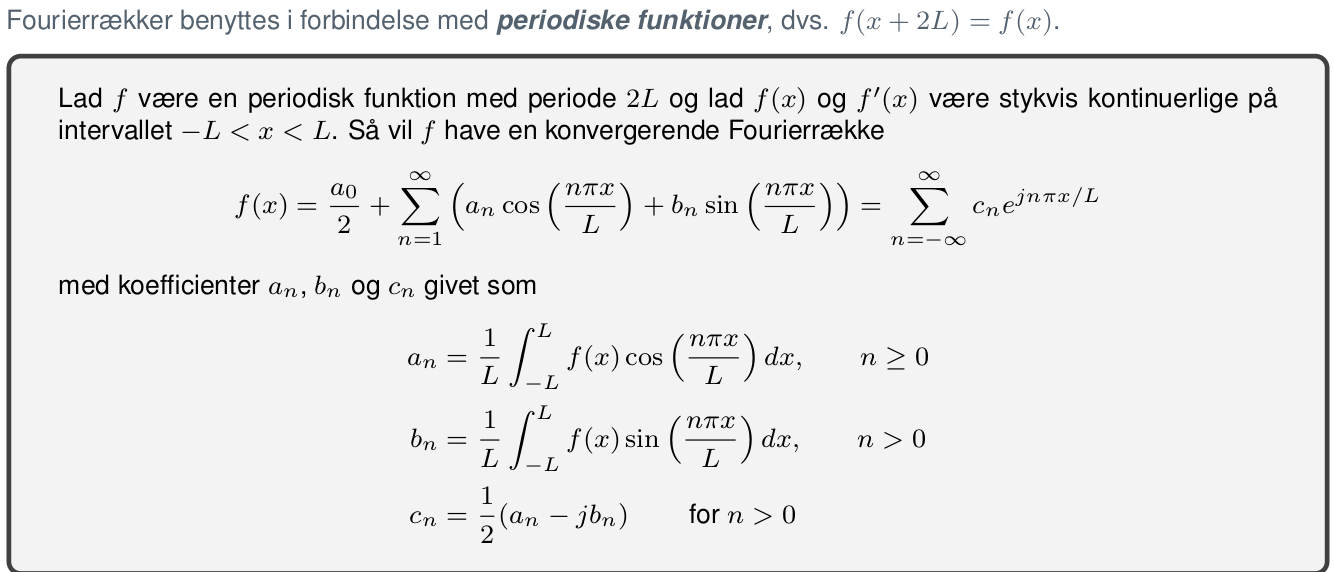 Fourierrækker benyttes i forbindelse med periodiske funktioner, dvs. $f(x + 2L) = f(x)$.
Lad $f$ være en periodisk funktion med periode $2L$ og lad $f(x)$ og $f'(x)$ være stykvis kontinuerlige på
intervallet $-L < x < L$. Så vil $f$ have en konvergerende Fourierrække
$f(x) = \frac{a_0}{2} + \sum_{n=1}^{\infty} \left( a_n \cos\left(\frac{n\pi x}{L}\right) + b_n \sin\left(\frac{n\pi x}{L}\right) \right) = \sum_{n=-\infty}^{\infty} c_n e^{jn\pi x/L}$
med koefficienter $a_n$, $b_n$ og $c_n$ givet som
$a_n = \frac{1}{L} \int_{-L}^{L} f(x) \cos\left(\frac{n\pi x}{L}\right) dx, \quad n \geq 0$
$b_n = \frac{1}{L} \int_{-L}^{L} f(x) \sin\left(\frac{n\pi x}{L}\right) dx, \quad n > 0$
$c_n = \frac{1}{2}(a_n - jb_n) \quad$ for $n > 0$